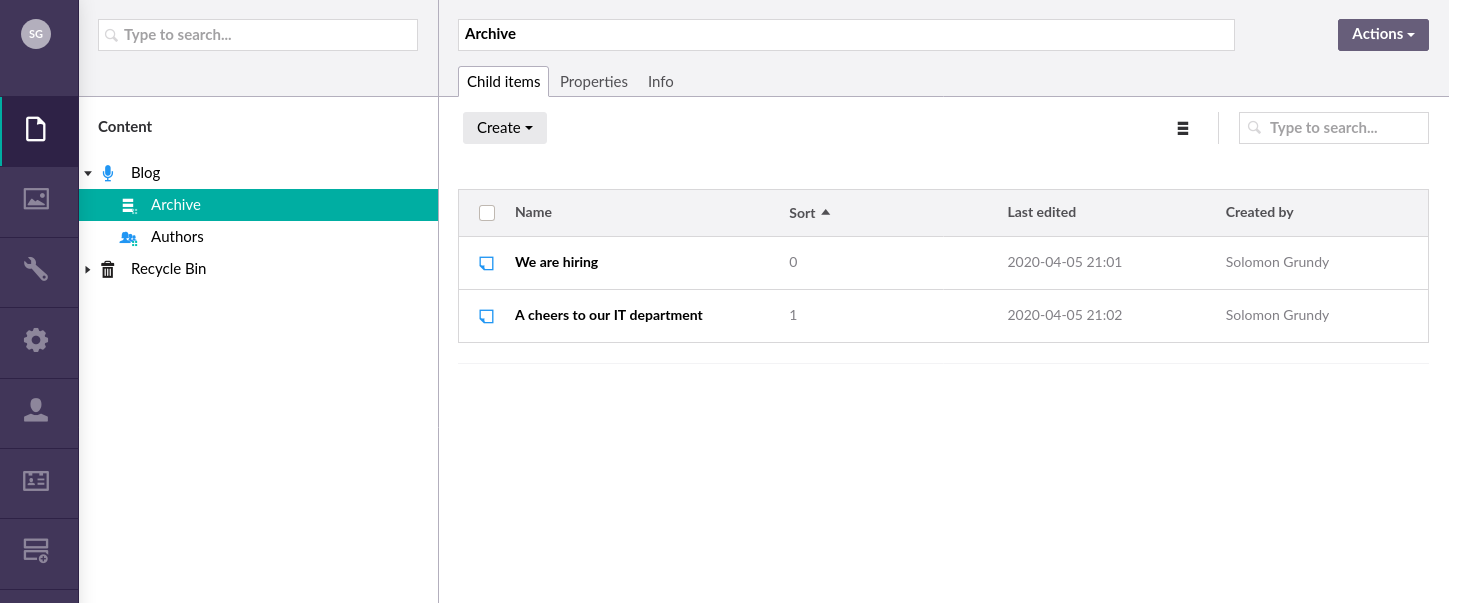 SG
Type to search...
Content
Blog
Archive
Authors
Recycle Bin
Archive
Actions
Child items Properties Info
Create
Type to search...
Name Sort Last edited Created by
We are hiring 0 2020-04-05 21:01 Solomon Grundy
A cheers to our IT department 1 2020-04-05 21:02 Solomon Grundy